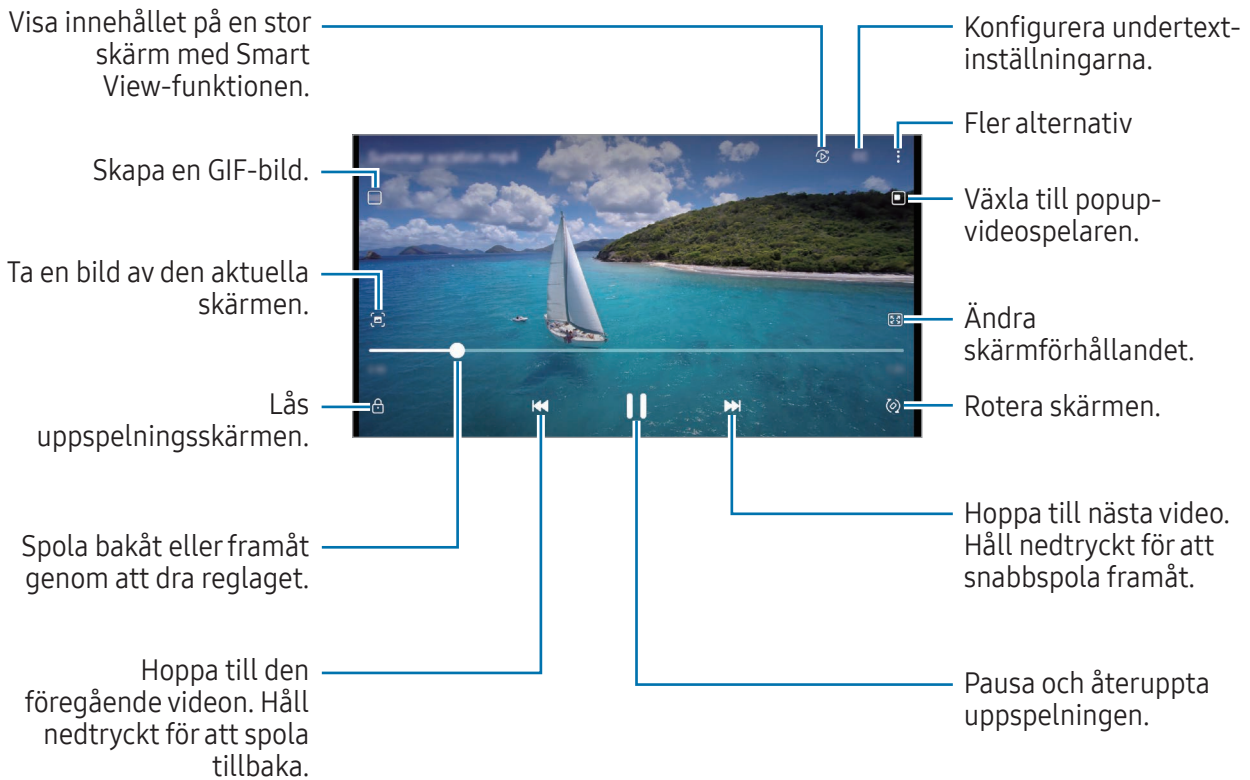 Visa innehållet på en stor
skärm med Smart
View-funktionen.
Skapa en GIF-bild.
Ta en bild av den aktuella
skärmen.
Lås
uppspelningsskärmen.
Spola bakåt eller framåt
genom att dra reglaget.
Hoppa till den
föregående videon. Håll
nedtryckt för att spola
tillbaka.
Konfigurera undertext-
inställningarna.
Fler alternativ
Växla till popup-
videospelaren.
Ändra
skärmförhållandet.
Rotera skärmen.
Hoppa till nästa video.
Håll nedtryckt för att
snabbspola framåt.
Pausa och återuppta
uppspelningen.